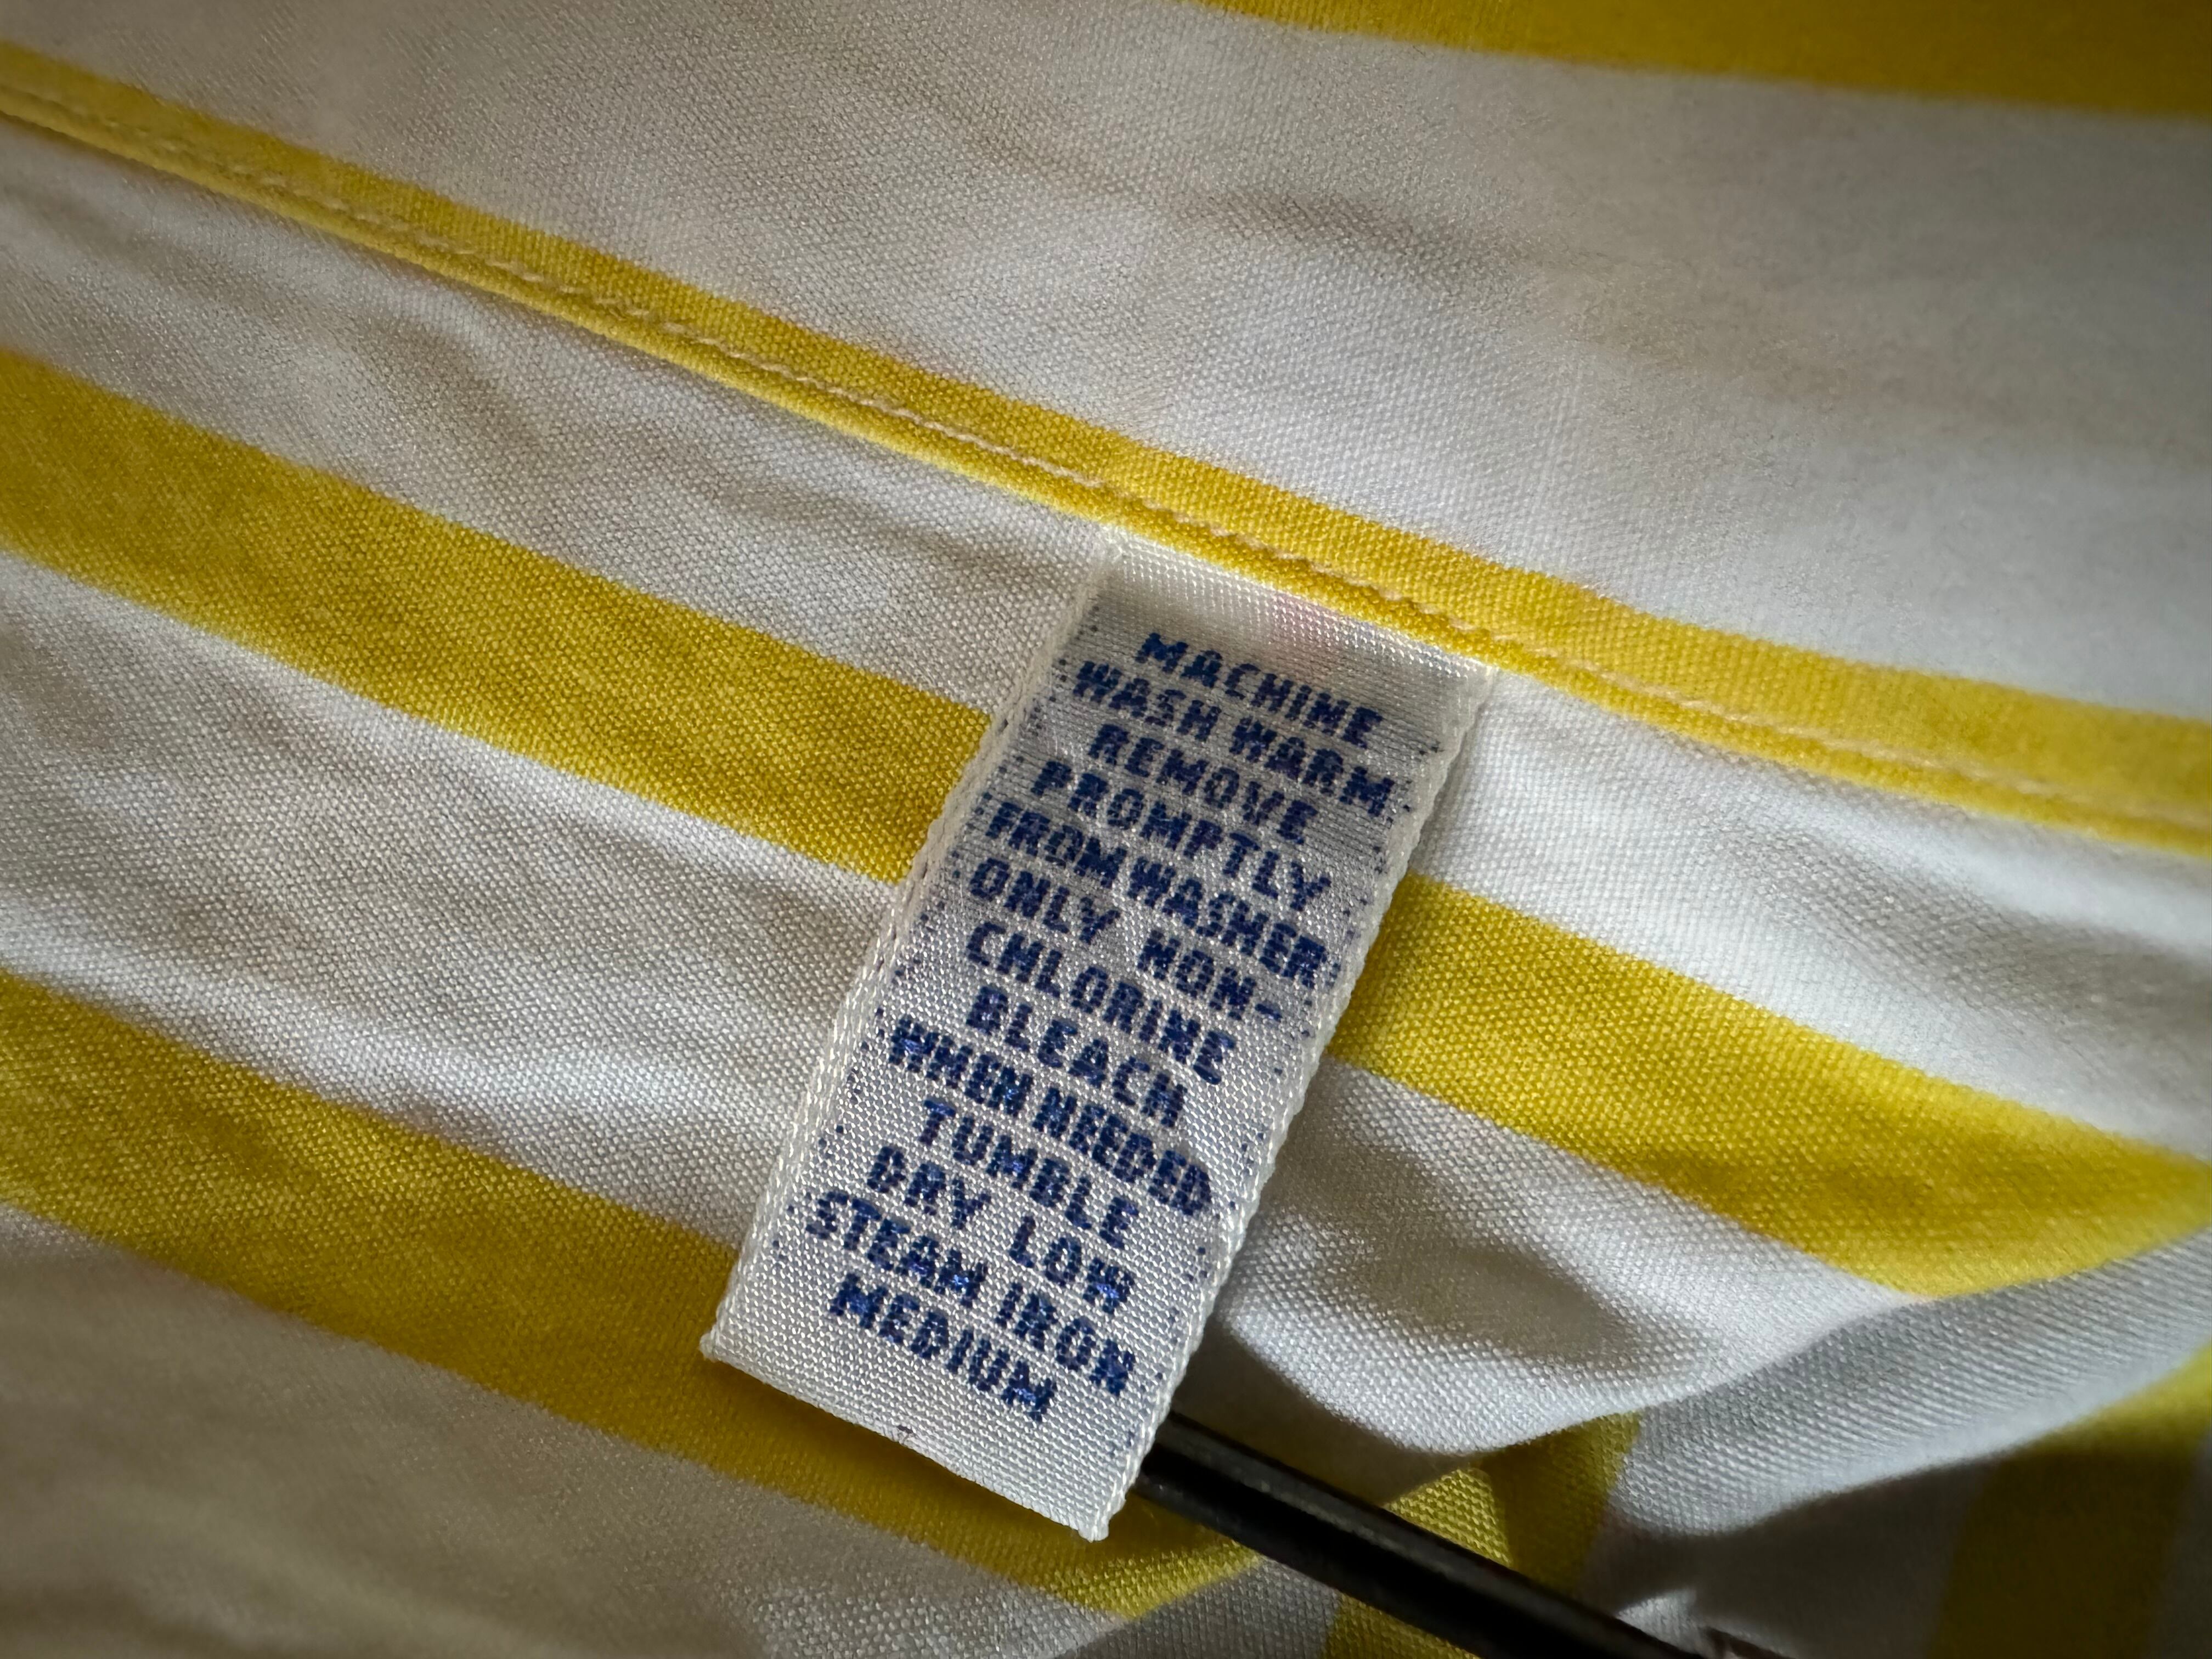 MACHINE
WASH WARM
REMOVE
PROMPTLY
FROM WASHER
ONLY NON-
CHLORINE
BLEACH
WHEN NEEDED
TUMBLE
DRY LOW
STEAM IRON
MEDIUM